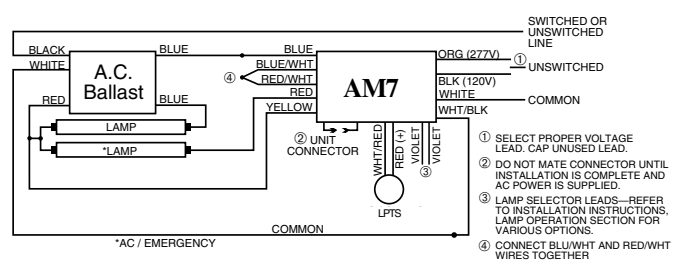 SWITCHED OR
UNSWITCHED
LINE
BLACK
BLUE
BLUE
WHITE
BLUE/WHT
ORG (277V)
①
UNSWITCHED
A.C.
Ballast
④
RED/WHT
AM7
BLK (120V)
RED
BLUE
RED
WHITE
COMMON
YELLOW
WHT/BLK
LAMP
*LAMP
② UNIT
CONNECTOR
WHT/RED
RED (+)
VIOLET
VIOLET
③
LPTS
COMMON
*AC / EMERGENCY
① SELECT PROPER VOLTAGE
LEAD. CAP UNUSED LEAD.
② DO NOT MATE CONNECTOR UNTIL
INSTALLATION IS COMPLETE AND
AC POWER IS SUPPLIED.
③ LAMP SELECTOR LEADS—REFER
TO INSTALLATION INSTRUCTIONS,
LAMP OPERATION SECTION FOR
VARIOUS OPTIONS.
④ CONNECT BLU/WHT AND RED/WHT
WIRES TOGETHER